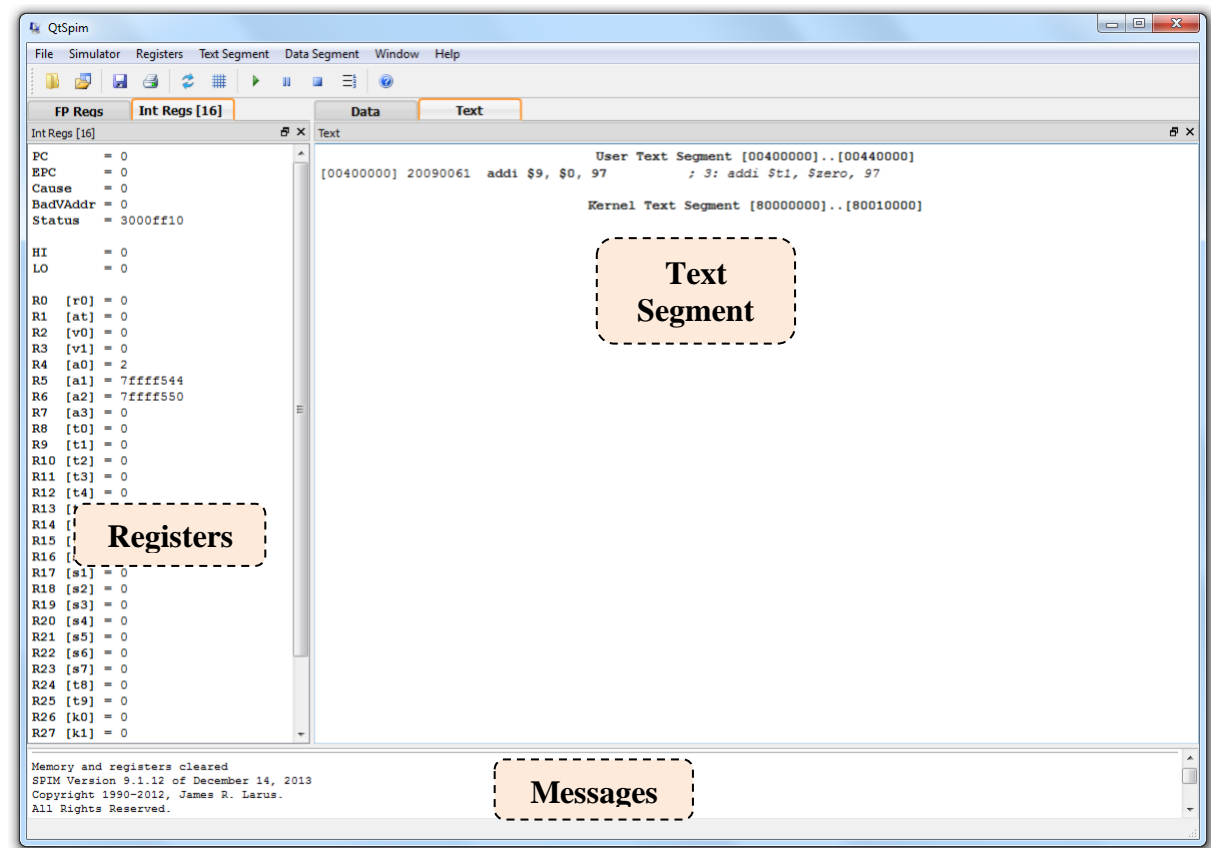 QtSpim
File Simulator Registers Text Segment Data Segment Window Help
FP Regs Int Regs [16] Data Text
Int Regs [16]
Text
PC = 0
EPC = 0
Cause = 0
BadVAddr = 0
Status = 3000ff10
HI = 0
LO = 0
R0 [r0] = 0
R1 [at] = 0
R2 [v0] = 0
R3 [v1] = 0
R4 [a0] = 2
R5 [a1] = 7ffff544
R6 [a2] = 7ffff550
R7 [a3] = 0
R8 [t0] = 0
R9 [t1] = 0
R10 [t2] = 0
R11 [t3] = 0
R12 [t4] = 0
R13
R14
R15
R16
R17 [s1] = 0
R18 [s2] = 0
R19 [s3] = 0
R20 [s4] = 0
R21 [s5] = 0
R22 [s6] = 0
R23 [s7] = 0
R24 [t8] = 0
R25 [t9] = 0
R26 [k0] = 0
R27 [k1] = 0
Registers
User Text Segment [00400000]..[00440000]
[00400000] 20090061 addi $9, $0, 97 ; 3: addi $t1, $zero, 97
Kernel Text Segment [80000000]..[80010000]
Text
Segment
Memory and registers cleared
SPIM Version 9.1.12 of December 14, 2013
Copyright 1990-2012, James R. Larus.
All Rights Reserved.
Messages